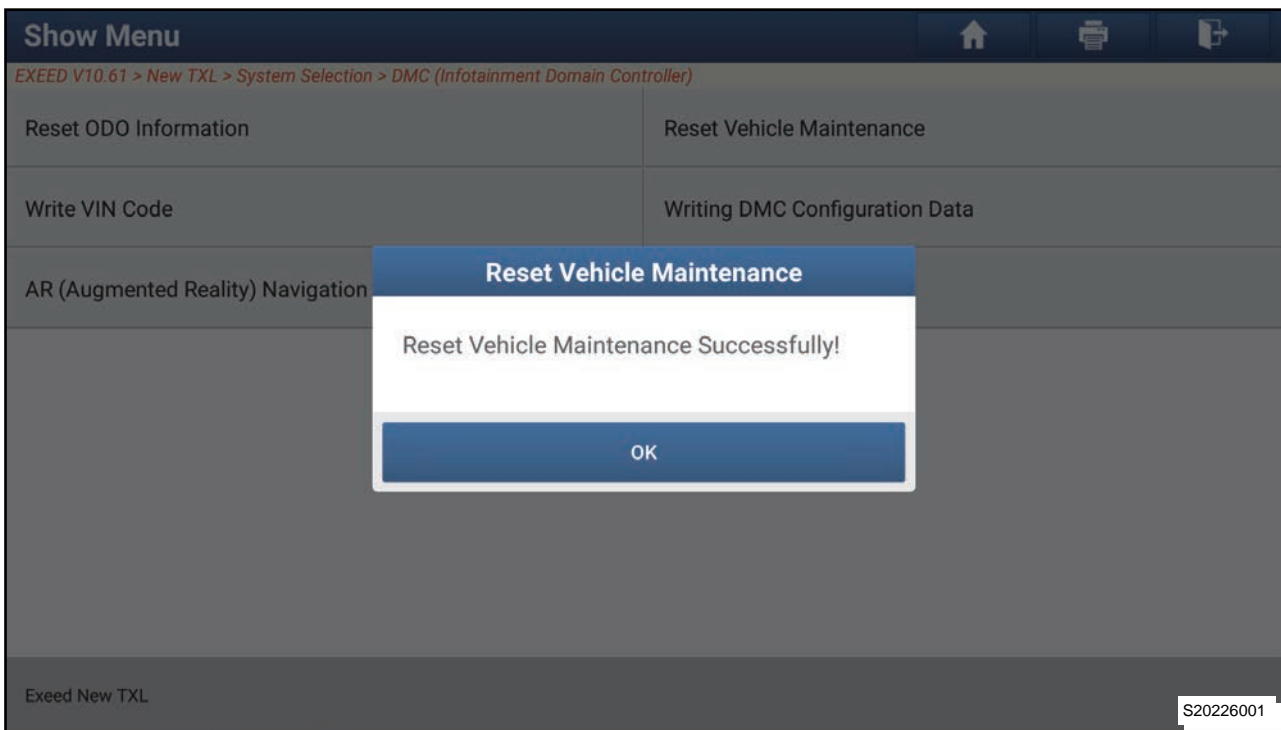 Show Menu
EXEED V10.61 > New TXL > System Selection > DMC (Infotainment Domain Controller)
Reset ODO Information
Reset Vehicle Maintenance
Write VIN Code
Writing DMC Configuration Data
AR (Augmented Reality) Navigation
Reset Vehicle Maintenance
Reset Vehicle Maintenance Successfully!
OK
Exeed New TXL
S20226001